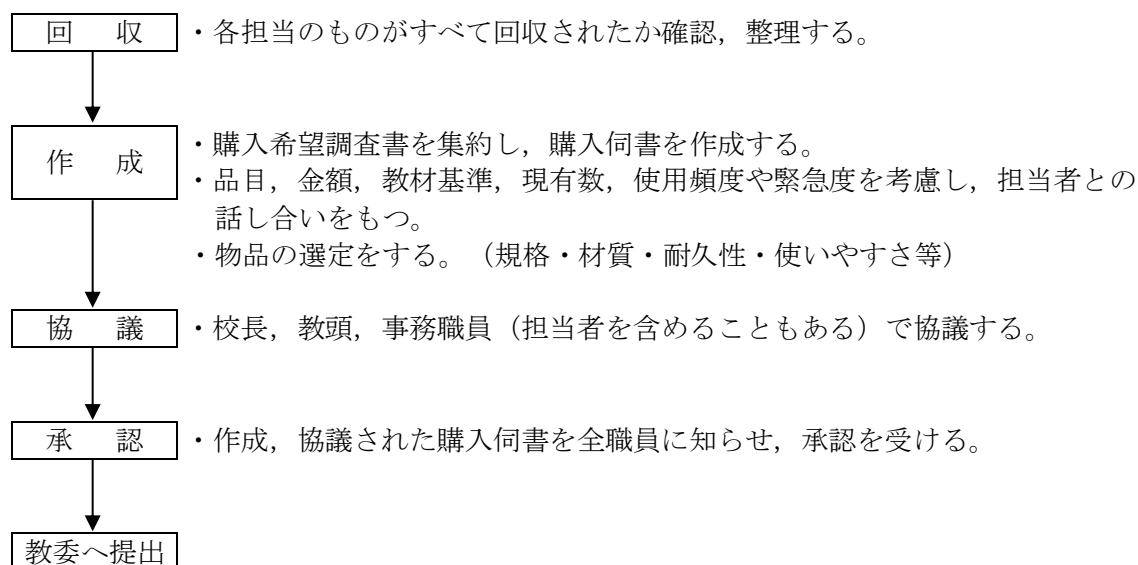 回　収　・各担当のものがすべて回収されたか確認，整理する。
作　成　・購入希望調査書を集約し，購入伺書を作成する。
・品目，金額，教材基準，現有数，使用頻度や緊急度を考慮し，担当者との
話し合いをもつ。
・物品の選定をする。（規格・材質・耐久性・使いやすさ等）
協　議　・校長，教頭，事務職員（担当者を含めることもある）で協議する。
承　認　・作成，協議された購入伺書を全職員に知らせ，承認を受ける。
教委へ提出